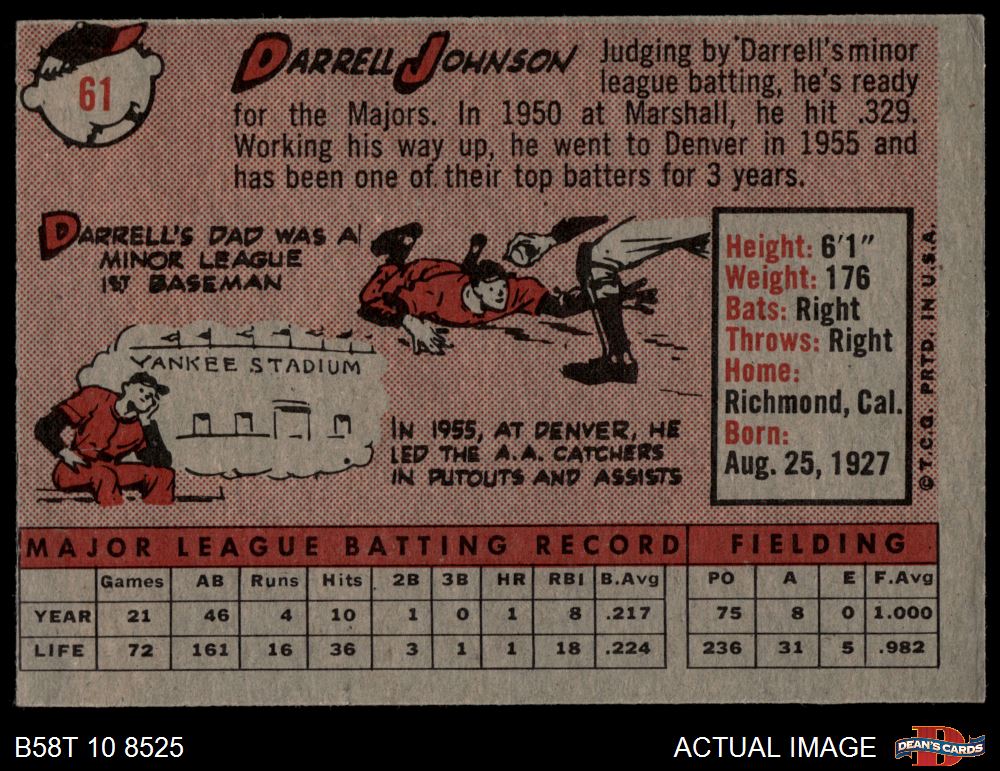 61
DARRELL JOHNSON
Judging by Darrell's minor
league batting, he's ready
for the Majors. In 1950 at Marshall, he hit .329.
Working his way up, he went to Denver in 1955 and
has been one of their top batters for 3 years.
DARRELL'S DAD WAS A
MINOR LEAGUE
1ST BASEMAN
YANKEE STADIUM
IN 1955, AT DENVER, HE
LED THE A.A. CATCHERS
IN PUTOUTS AND ASSISTS
Height: 6'1"
Weight: 176
Bats: Right
Throws: Right
Home:
Richmond, Cal.
Born:
Aug. 25, 1927
© T.C.G. PRTD. IN U.S.A.
MAJOR LEAGUE BATTING RECORD FIELDING
Games AB Runs Hits 2B 3B HR RBI B.Avg PO A E F.Avg
YEAR 21 46 4 10 1 0 1 8 .217 75 8 0 1.000
LIFE 72 161 16 36 3 1 1 18 .224 236 31 5 .982
B58T 10 8525
ACTUAL IMAGE
DEAN'S CARDS